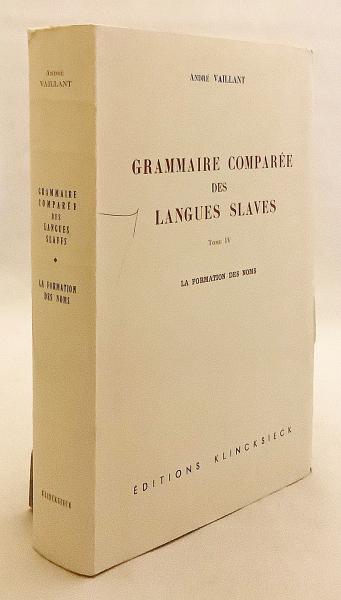 André
VAILLANT
GRAMMAIRE
COMPARÉE
DES
LANGUES
SLAVES
LA FORMATION
DES NOMS
KLINCKSIECK
André VAILLANT
GRAMMAIRE COMPARÉE
DES
LANGUES SLAVES
Tome IV
LA FORMATION DES NOMS
ÉDITIONS KLINCKSIECK